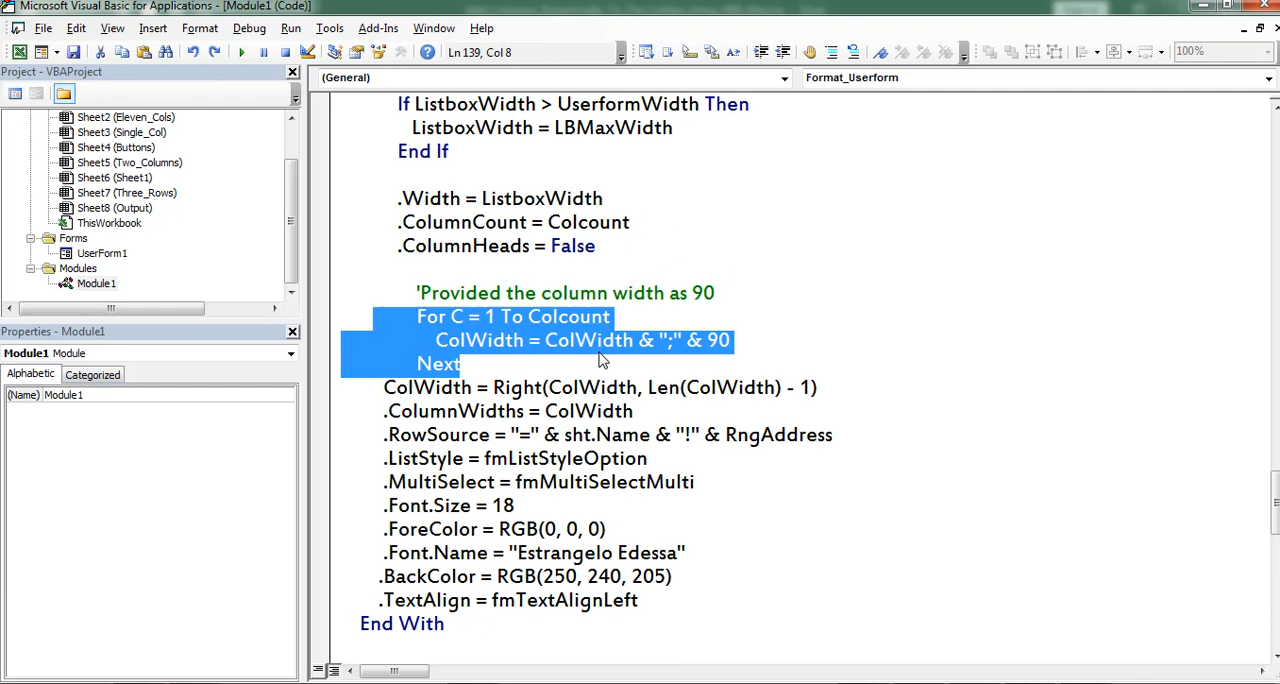 Microsoft Visual Basic for Applications - [Module1 (Code)]
File Edit View Insert Format Debug Run Tools Add-Ins Window Help
Ln 139, Col 8
100%
Project - VBAProject
(General)
Format_Userform
Sheet2 (Eleven_Cols)
Sheet3 (Single_Col)
Sheet4 (Buttons)
Sheet5 (Two_Columns)
Sheet6 (Sheet1)
Sheet7 (Three_Rows)
Sheet8 (Output)
ThisWorkbook
Forms
UserForm1
Modules
Module1
Properties - Module1
Module1 Module
Alphabetic Categorized
(Name) Module1
If ListboxWidth > UserformWidth Then
ListboxWidth = LBMaxWidth
End If
.Width = ListboxWidth
.ColumnCount = Colcount
.ColumnHeads = False
'Provided the column width as 90
For C = 1 To Colcount
ColWidth = ColWidth & ";" & 90
Next
ColWidth = Right(ColWidth, Len(ColWidth) - 1)
.ColumnWidths = ColWidth
.RowSource = "=" & sht.Name & "!" & RngAddress
.ListStyle = fmListStyleOption
.MultiSelect = fmMultiSelectMulti
.Font.Size = 18
.ForeColor = RGB(0, 0, 0)
.Font.Name = "Estrangelo Edessa"
.BackColor = RGB(250, 240, 205)
.TextAlign = fmTextAlignLeft
End With